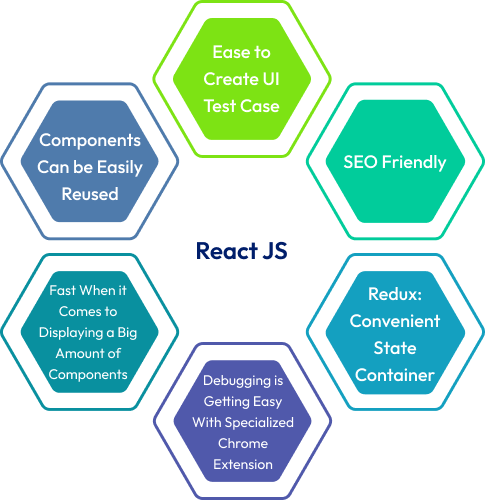 Ease to
Create UI
Test Case
Components
Can be Easily
Reused
SEO Friendly
React JS
Fast When it
Comes to
Displaying a Big
Amount of
Components
Redux:
Convenient
State
Container
Debugging is
Getting Easy
With Specialized
Chrome
Extension